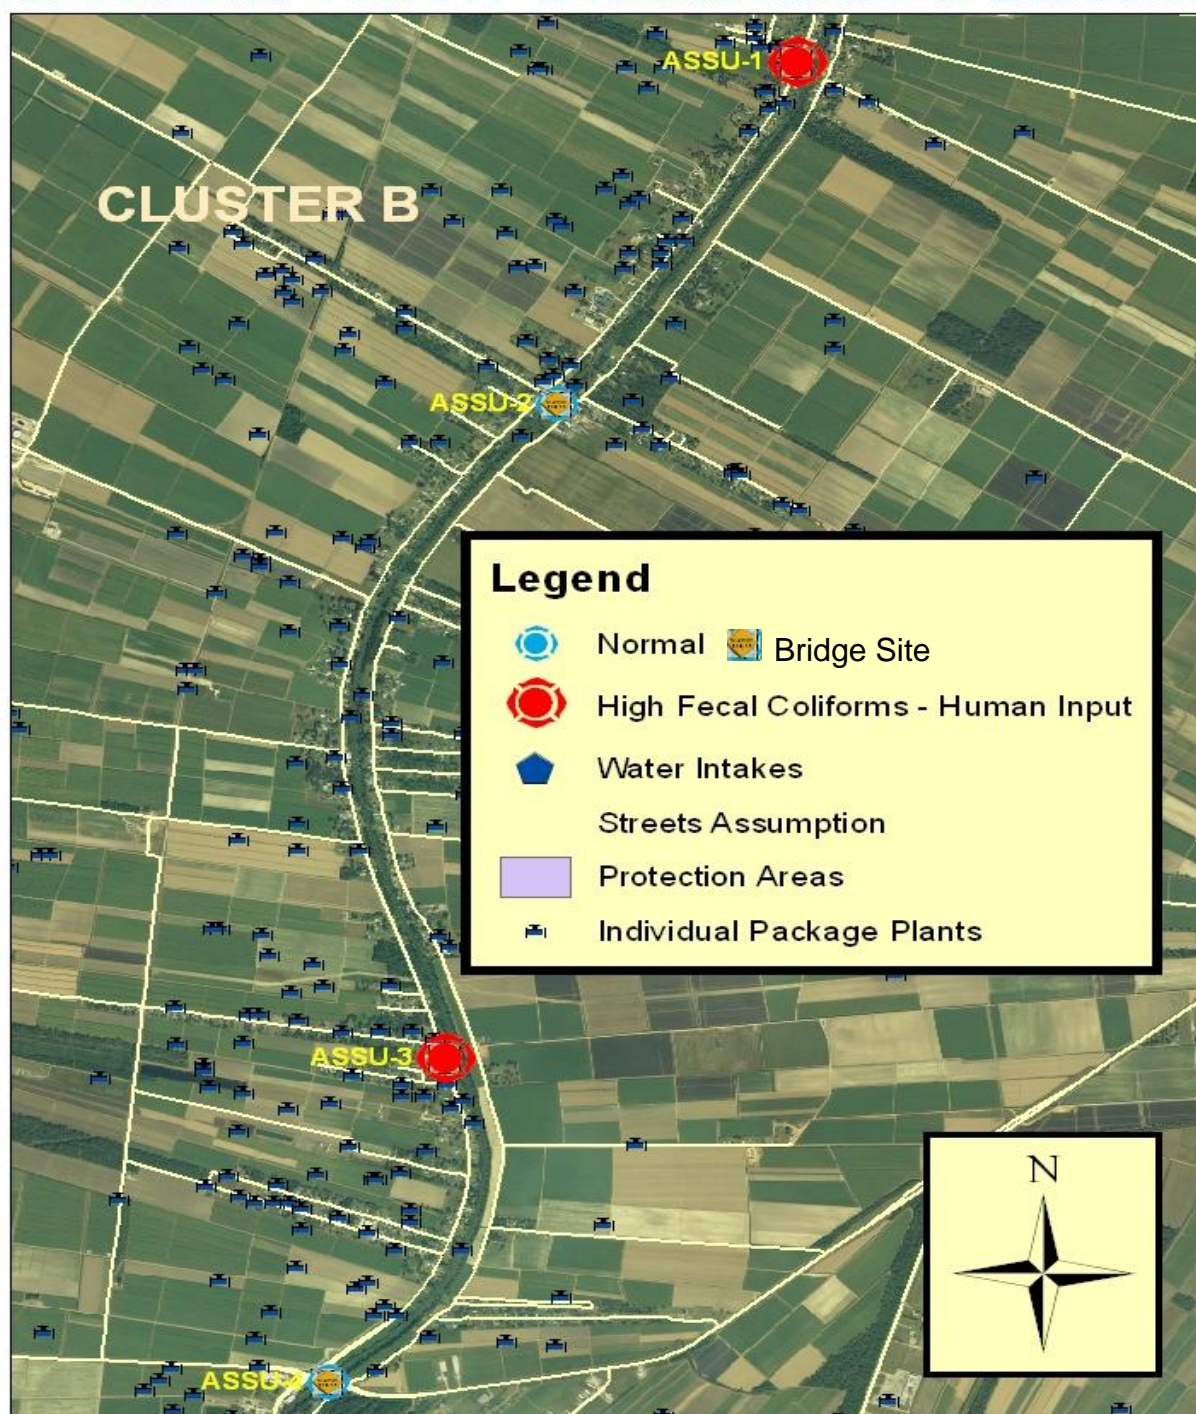 ASSU-1
CLUSTER B
ASSU-2
Legend
Normal Bridge Site
High Fecal Coliforms - Human Input
Water Intakes
Streets Assumption
Protection Areas
Individual Package Plants
ASSU-3
N
ASSU-4